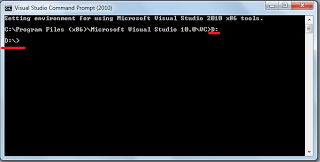 Visual Studio Command Prompt (2010)
Setting environment for using Microsoft Visual Studio 2010 x86 tools.
C:\Program Files (x86)\Microsoft Visual Studio 10.0\VC>D:
D:\>